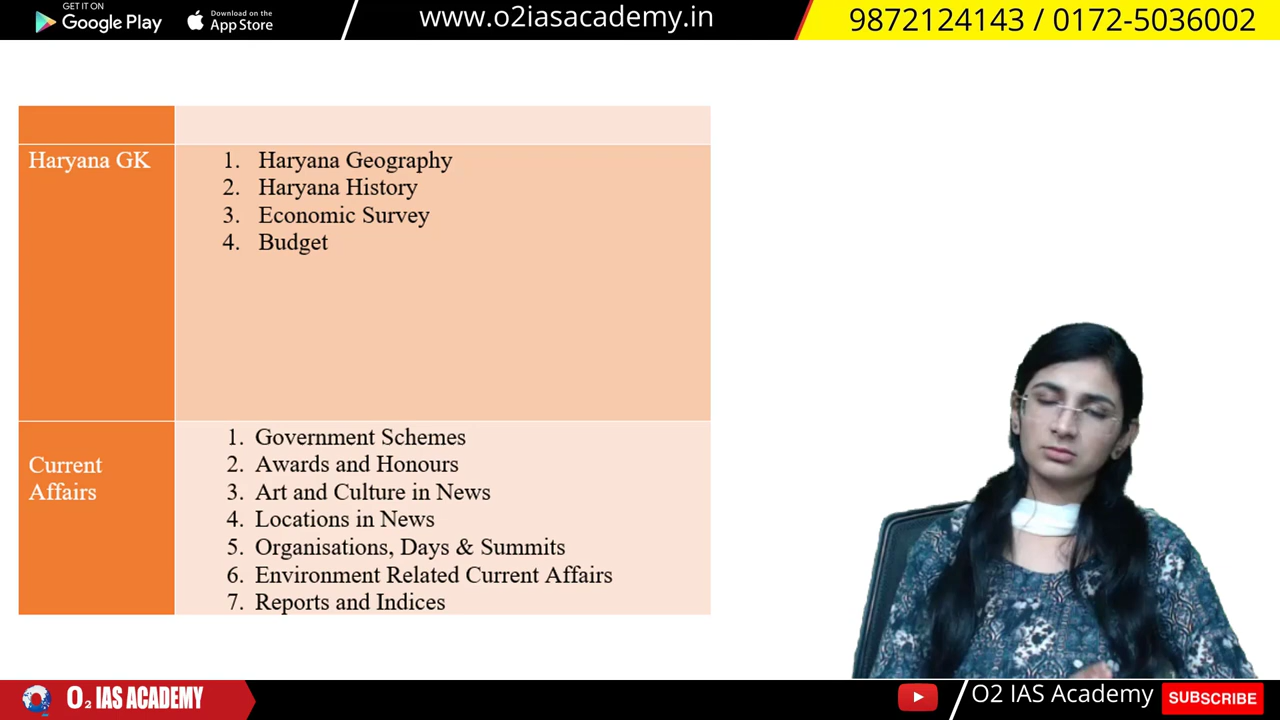 GET IT ON
Google Play
Download on the
App Store
www.o2iasacademy.in
9872124143 / 0172-5036002
Haryana GK
1. Haryana Geography
2. Haryana History
3. Economic Survey
4. Budget
Current
Affairs
1. Government Schemes
2. Awards and Honours
3. Art and Culture in News
4. Locations in News
5. Organisations, Days & Summits
6. Environment Related Current Affairs
7. Reports and Indices
O₂ IAS ACADEMY
O2 IAS Academy
SUBSCRIBE